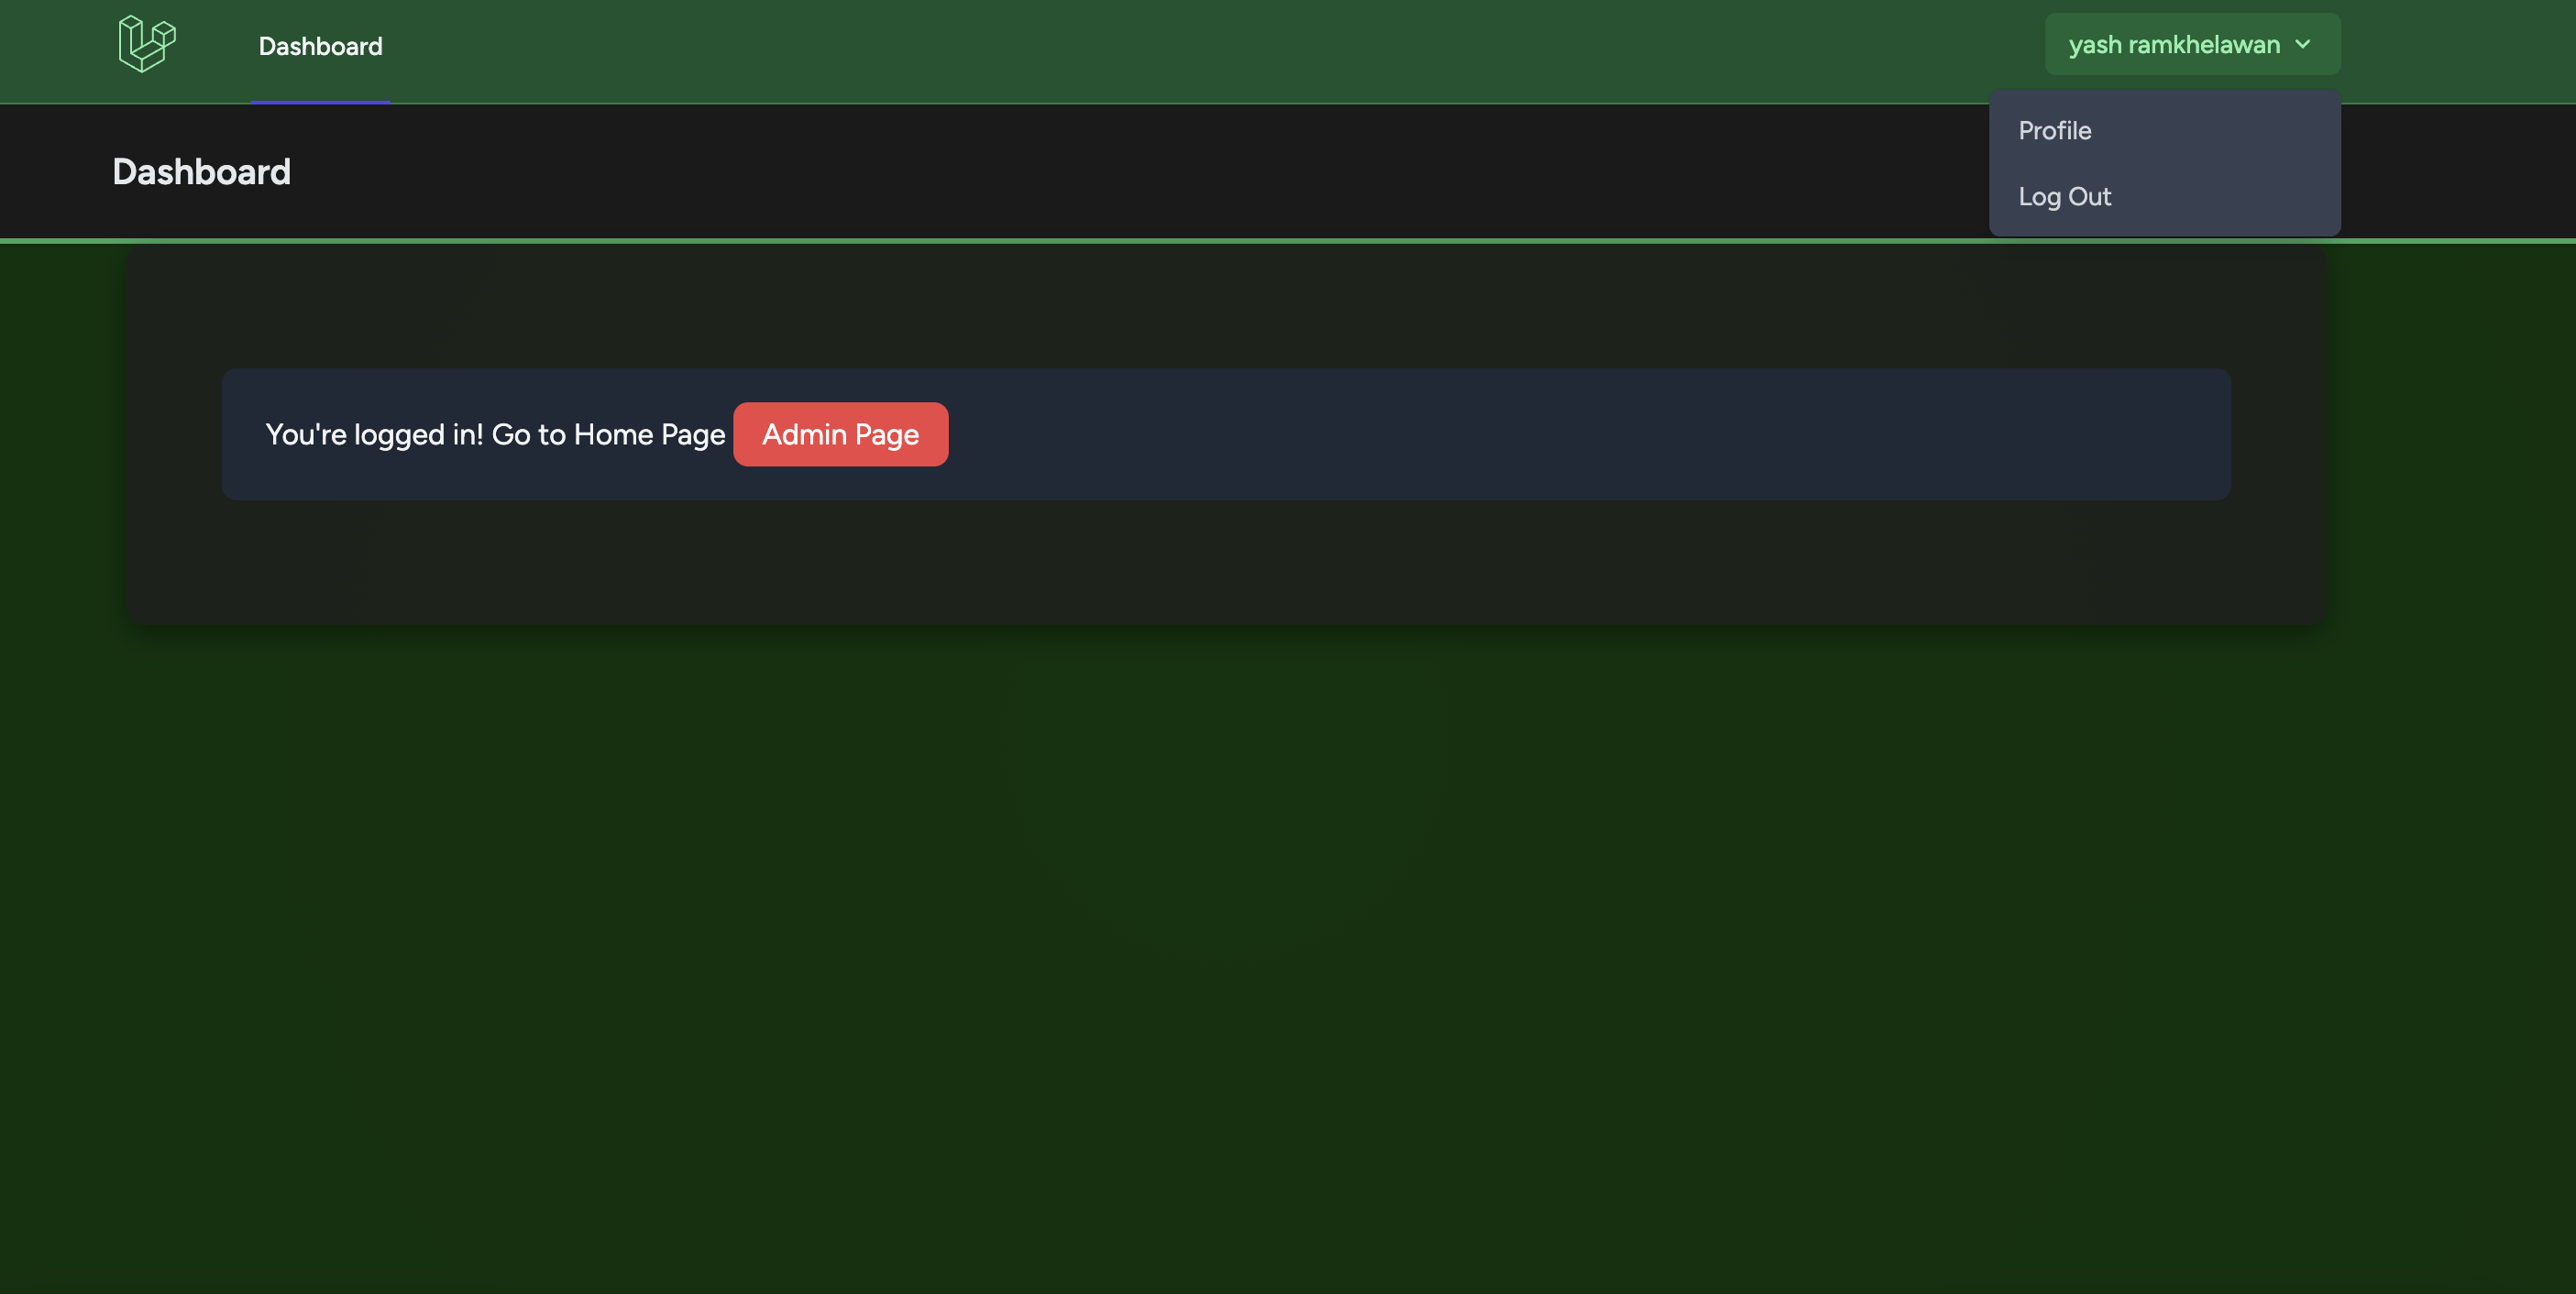 Dashboard
yash ramkhelawan
Profile
Log Out
Dashboard
You're logged in! Go to Home Page Admin Page